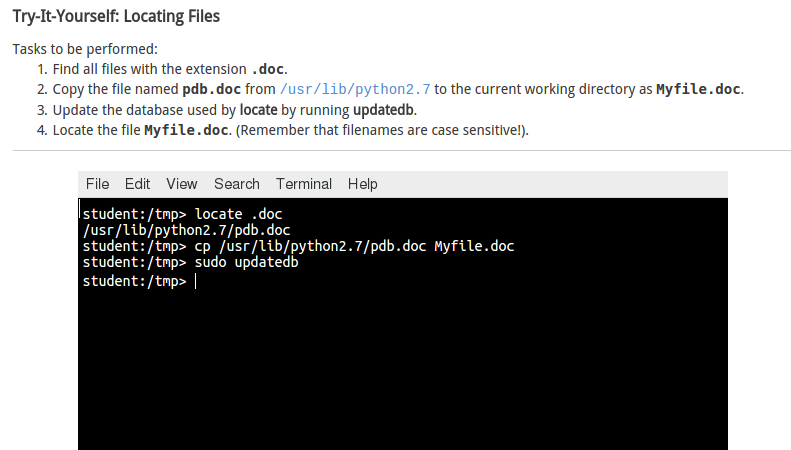 Try-It-Yourself: Locating Files
Tasks to be performed:
1. Find all files with the extension .doc.
2. Copy the file named pdb.doc from /usr/lib/python2.7 to the current working directory as Myfile.doc.
3. Update the database used by locate by running updatedb.
4. Locate the file Myfile.doc. (Remember that filenames are case sensitive!).
File Edit View Search Terminal Help
student:/tmp> locate .doc
/usr/lib/python2.7/pdb.doc
student:/tmp> cp /usr/lib/python2.7/pdb.doc Myfile.doc
student:/tmp> sudo updatedb
student:/tmp>